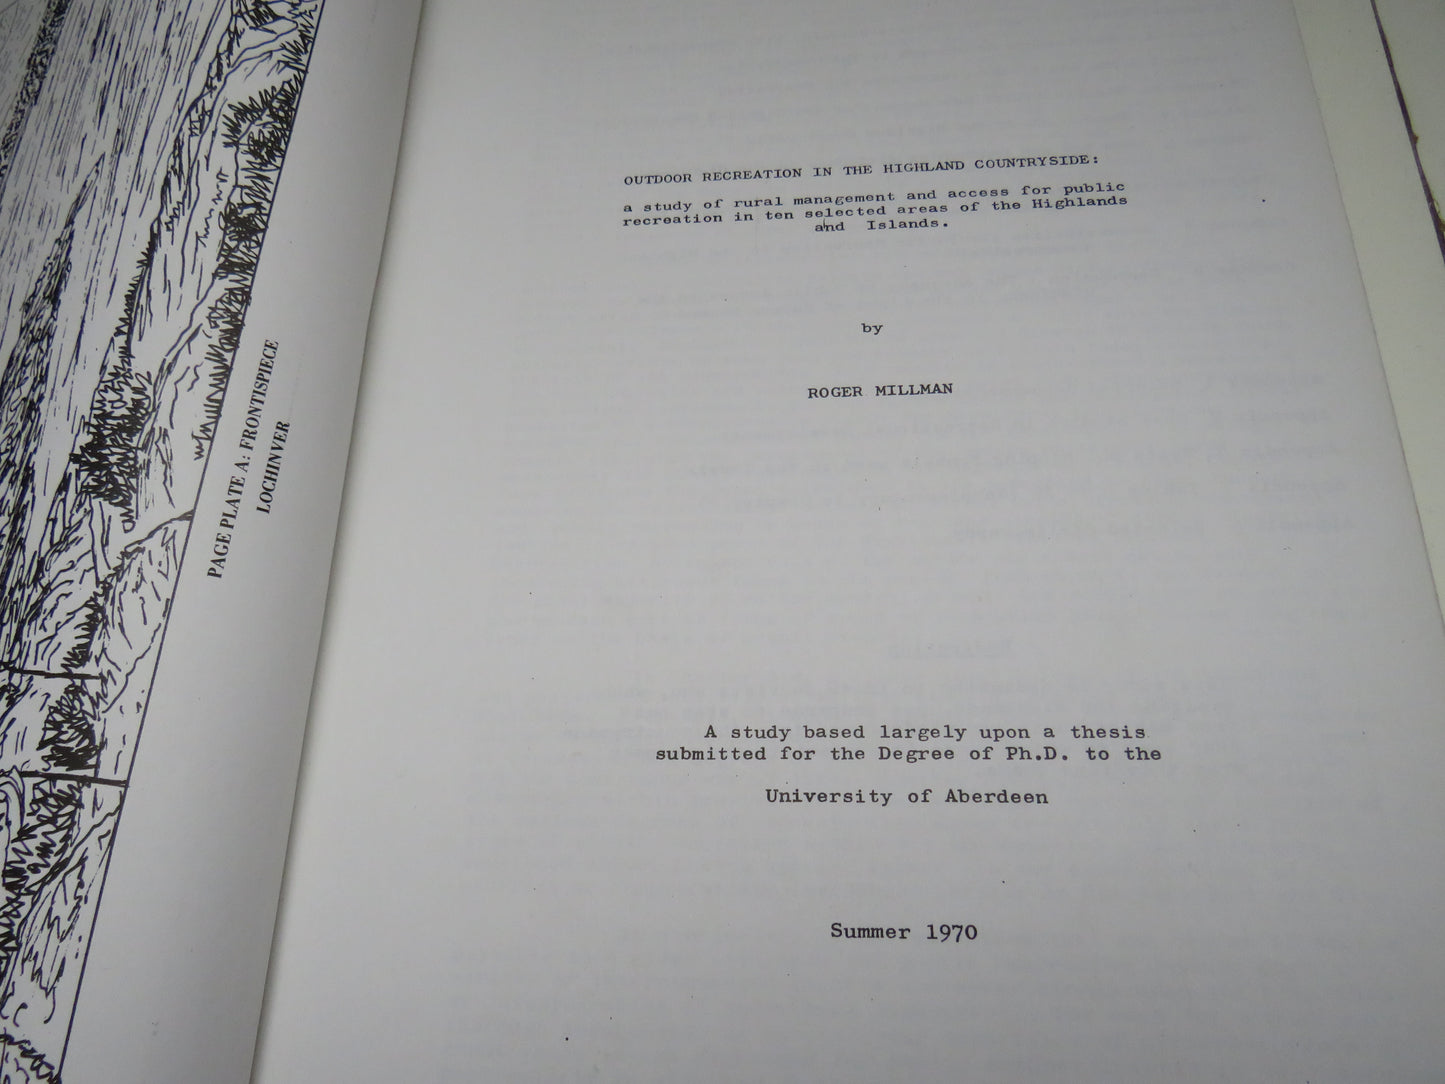 PAGE PLATE A: FRONTISPIECE
LOCHINVER
OUTDOOR RECREATION IN THE HIGHLAND COUNTRYSIDE:
a study of rural management and access for public
recreation in ten selected areas of the Highlands
and Islands.
by
ROGER MILLMAN
A study based largely upon a thesis
submitted for the Degree of Ph.D. to the
University of Aberdeen
Summer 1970